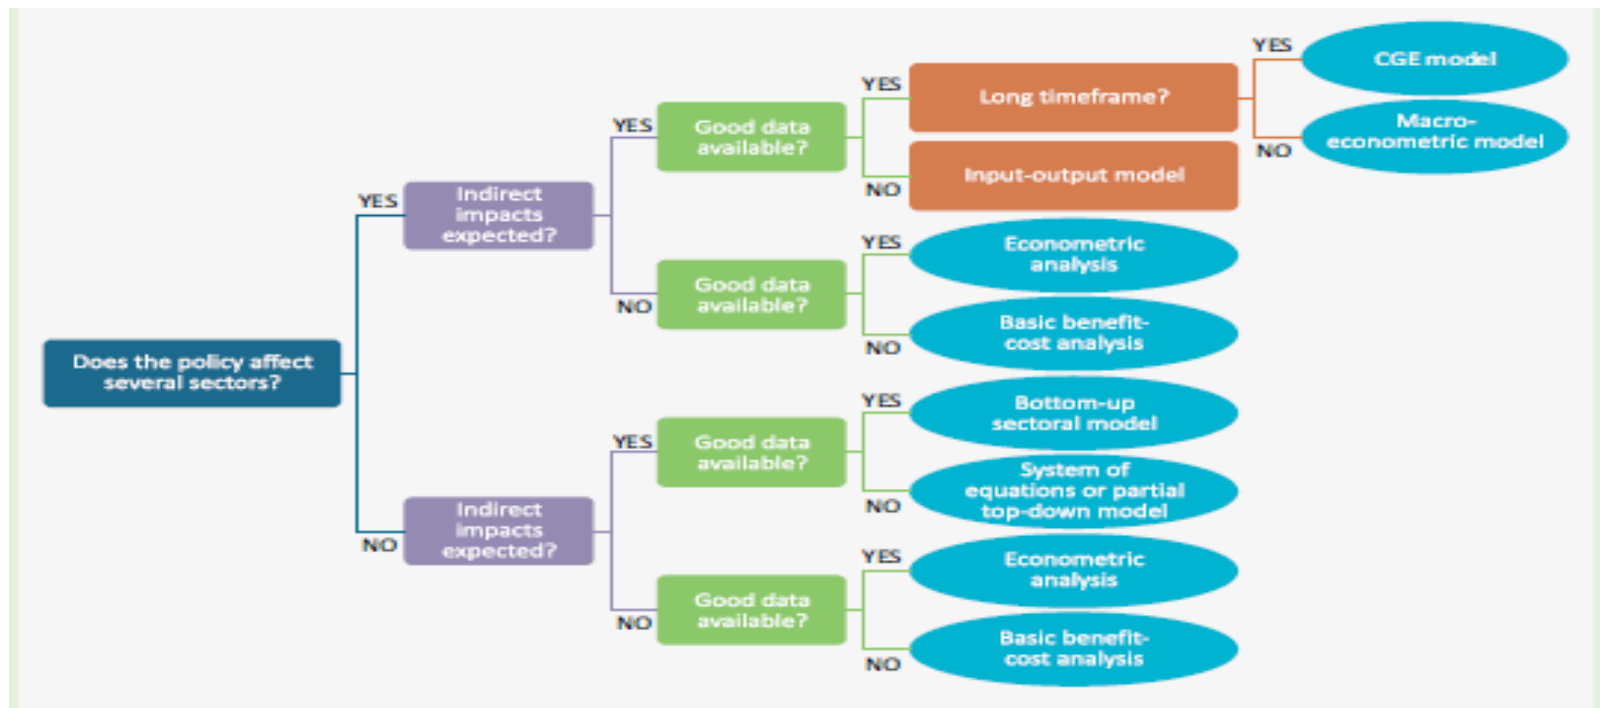 Does the policy affect
several sectors?
YES
Indirect
impacts
expected?
YES
Good data
available?
YES
Long timeframe?
YES
CGE model
NO
Macro-
econometric model
NO
Input-output model
NO
Good data
available?
YES
Econometric
analysis
NO
Basic benefit-
cost analysis
NO
Indirect
impacts
expected?
YES
Good data
available?
YES
Bottom-up
sectoral model
NO
System of
equations or partial
top-down model
NO
Good data
available?
YES
Econometric
analysis
NO
Basic benefit-
cost analysis